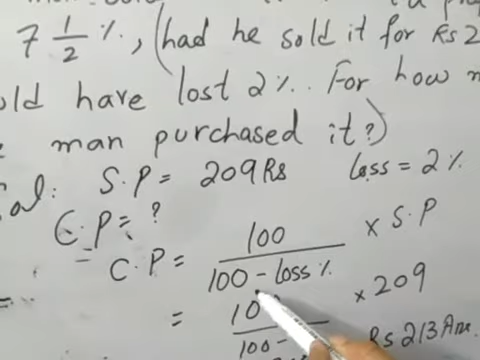 7 1/2 %, (had he sold it for Rs 2
have lost 2%. For how
man purchased it?)
Sol: S.P = 209 Rs loss = 2%
C.P = ?
C.P = 100/100 - loss% × S.P
= 10/100 - × 209
Rs 213 Ans.